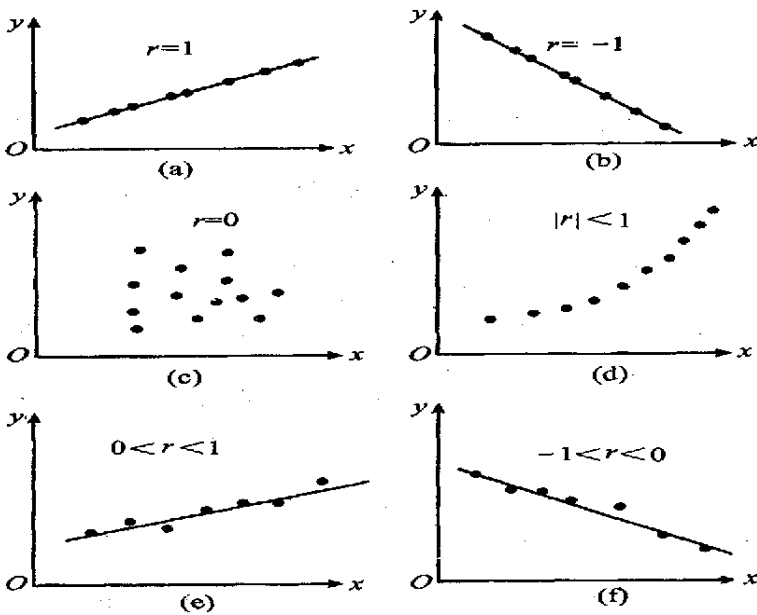 y
r=1
O
x
(a)
y
r= −1
O
x
(b)
y
r=0
O
x
(c)
y
|r|<1
O
x
(d)
y
0<r<1
O
x
(e)
y
−1<r<0
O
x
(f)